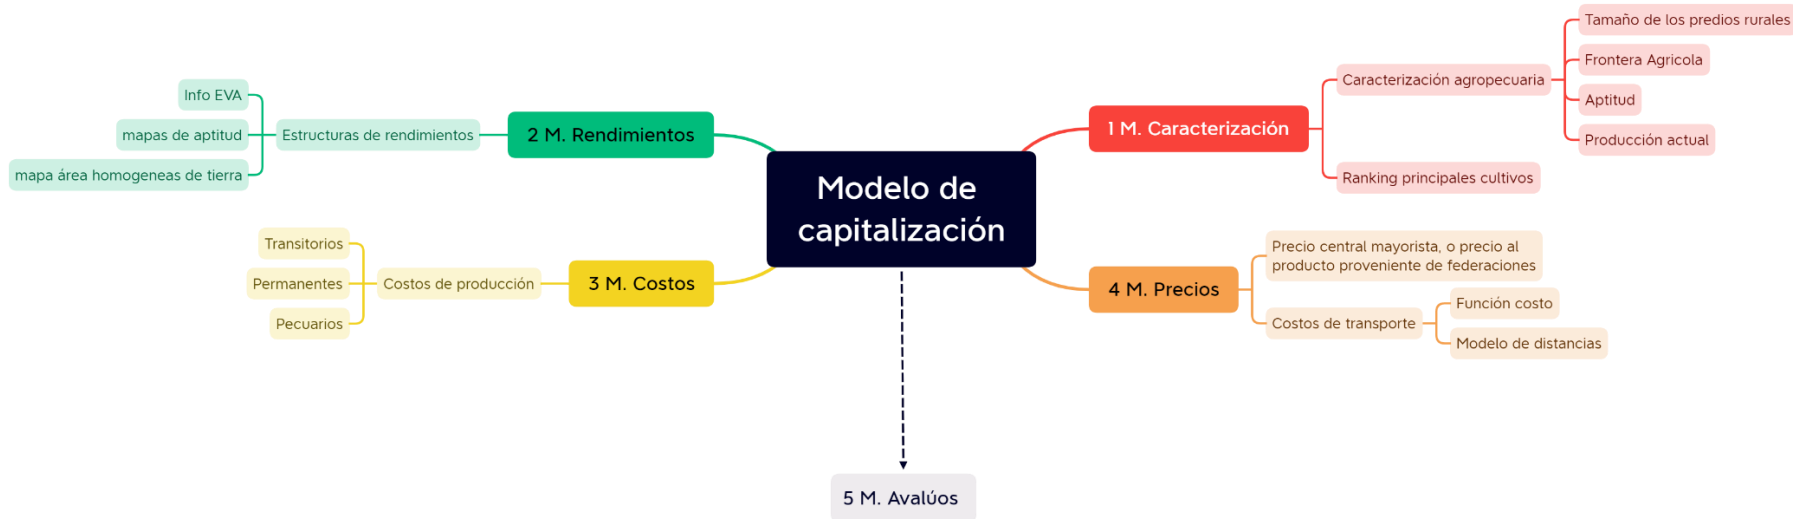 Modelo de
capitalización
1 M. Caracterización
Caracterización agropecuaria
Tamaño de los predios rurales
Frontera Agricola
Aptitud
Producción actual
Ranking principales cultivos
2 M. Rendimientos
Estructuras de rendimientos
Info EVA
mapas de aptitud
mapa área homogeneas de tierra
3 M. Costos
Costos de producción
Transitorios
Permanentes
Pecuarios
4 M. Precios
Precio central mayorista, o precio al
producto proveniente de federaciones
Costos de transporte
Función costo
Modelo de distancias
5 M. Avalúos